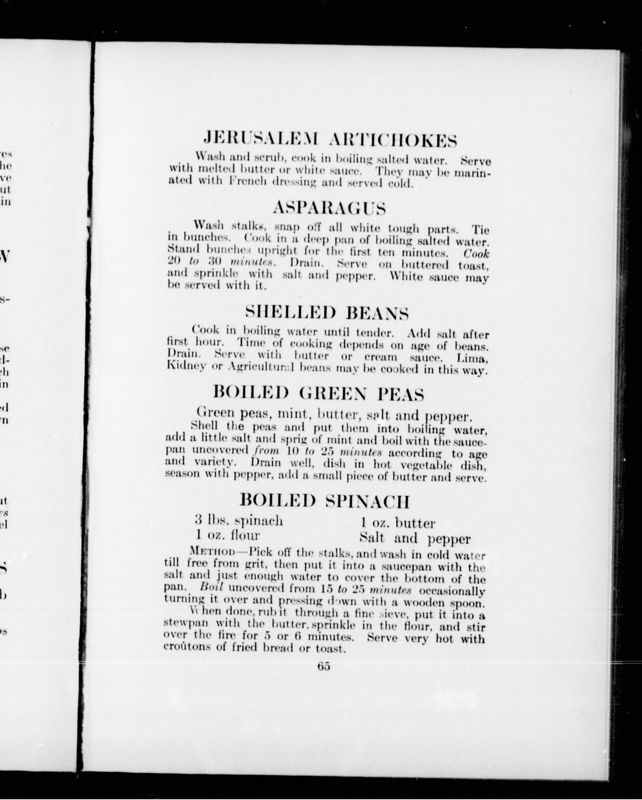 JERUSALEM ARTICHOKES
Wash and scrub, cook in boiling salted water. Serve
with melted butter or white sauce. They may be marin-
ated with French dressing and served cold.
ASPARAGUS
Wash stalks, snap off all white tough parts. Tie
in bunches. Cook in a deep pan of boiling salted water.
Stand bunches upright for the first ten minutes. Cook
20 to 30 minutes. Drain. Serve on buttered toast,
and sprinkle with salt and pepper. White sauce may
be served with it.
SHELLED BEANS
Cook in boiling water until tender. Add salt after
first hour. Time of cooking depends on age of beans.
Drain. Serve with butter or cream sauce. Lima,
Kidney or Agricultural beans may be cooked in this way.
BOILED GREEN PEAS
Green peas, mint, butter, salt and pepper.
Shell the peas and put them into boiling water,
add a little salt and sprig of mint and boil with the sauce-
pan uncovered from 10 to 25 minutes according to age
and variety. Drain well, dish in hot vegetable dish,
season with pepper, add a small piece of butter and serve.
BOILED SPINACH
3 lbs. spinach 1 oz. butter
1 oz. flour Salt and pepper
METHOD—Pick off the stalks, and wash in cold water
till free from grit, then put it into a saucepan with the
salt and just enough water to cover the bottom of the
pan. Boil uncovered from 15 to 25 minutes occasionally
turning it over and pressing down with a wooden spoon.
When done, rub it through a fine sieve, put it into a
stewpan with the butter, sprinkle in the flour, and stir
over the fire for 5 or 6 minutes. Serve very hot with
croûtons of fried bread or toast.
65